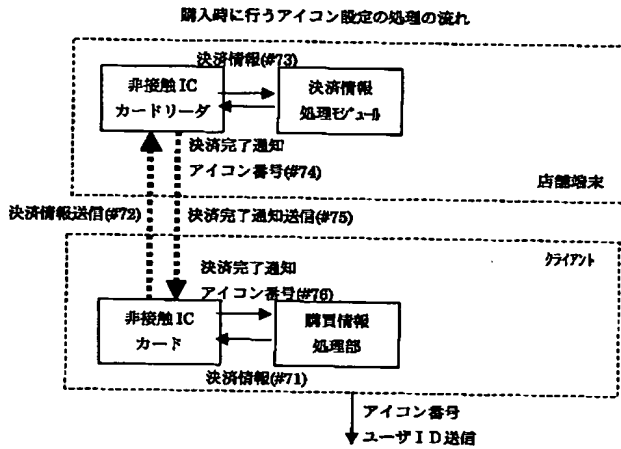 購入時に行うアイコン設定の処理の流れ
決済情報(#73)
非接触IC
カードリーダ
決済情報
処理ﾓｼﾞｭｰﾙ
決済完了通知
アイコン番号(#74)
店舗端末
決済情報送信(#72)
決済完了通知送信(#75)
ｸﾗｲｱﾝﾄ
決済完了通知
アイコン番号(#76)
非接触IC
カード
購買情報
処理部
決済情報(#71)
アイコン番号
ユーザID送信